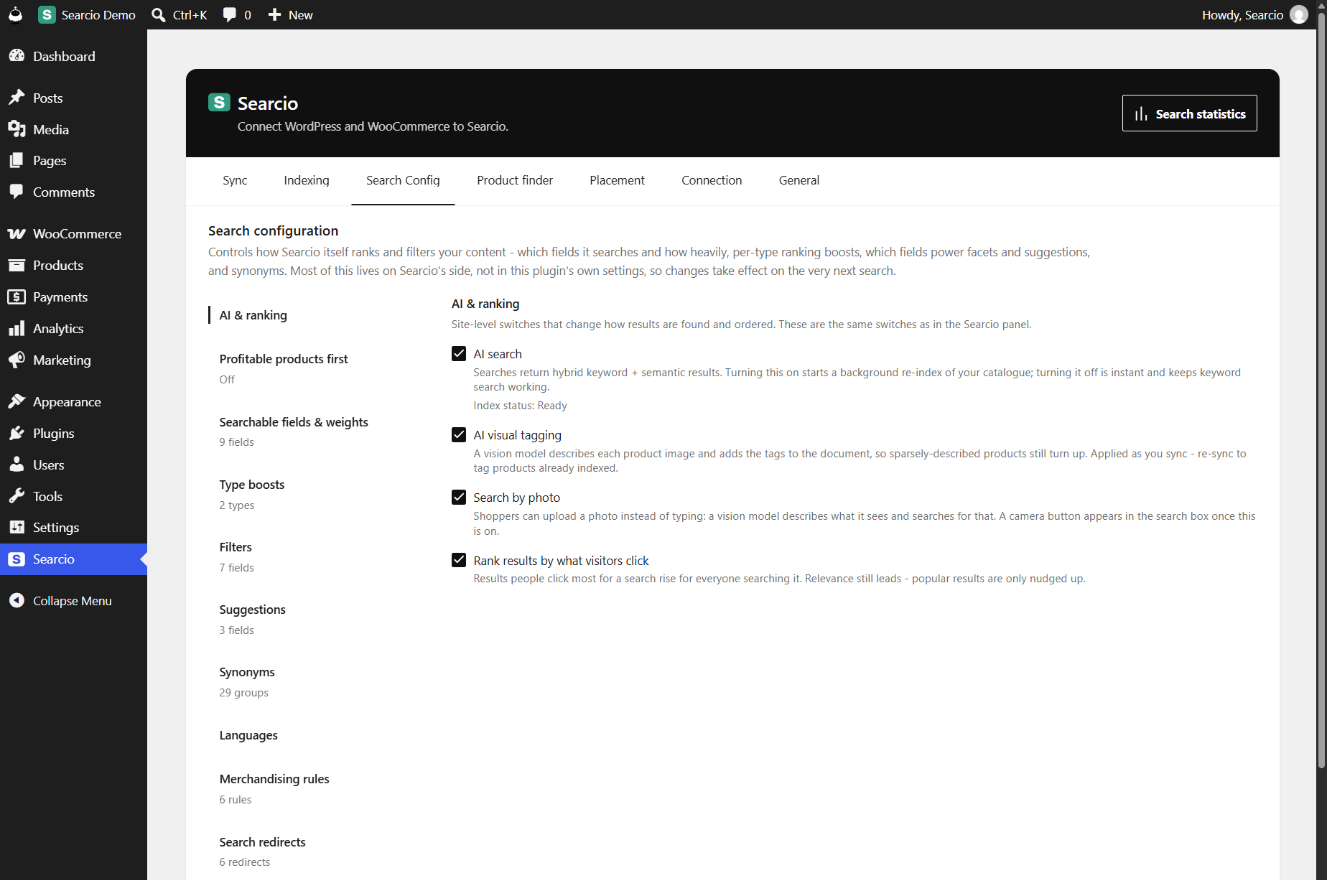 Searcio Demo
Ctrl+K
0
New
Howdy, Searcio
Dashboard
Posts
Media
Pages
Comments
WooCommerce
Products
Payments
Analytics
Marketing
Appearance
Plugins
Users
Tools
Settings
Searcio
Collapse Menu
Searcio
Connect WordPress and WooCommerce to Searcio.
Search statistics
Sync
Indexing
Search Config
Product finder
Placement
Connection
General
Search configuration
Controls how Searcio itself ranks and filters your content - which fields it searches and how heavily, per-type ranking boosts, which fields power facets and suggestions,
and synonyms. Most of this lives on Searcio's side, not in this plugin's own settings, so changes take effect on the very next search.
AI & ranking
Profitable products first
Off
Searchable fields & weights
9 fields
Type boosts
2 types
Filters
7 fields
Suggestions
3 fields
Synonyms
29 groups
Languages
Merchandising rules
6 rules
Search redirects
6 redirects
AI & ranking
Site-level switches that change how results are found and ordered. These are the same switches as in the Searcio panel.
AI search
Searches return hybrid keyword + semantic results. Turning this on starts a background re-index of your catalogue; turning it off is instant and keeps keyword
search working.
Index status: Ready
AI visual tagging
A vision model describes each product image and adds the tags to the document, so sparsely-described products still turn up. Applied as you sync - re-sync to
tag products already indexed.
Search by photo
Shoppers can upload a photo instead of typing: a vision model describes what it sees and searches for that. A camera button appears in the search box once this
is on.
Rank results by what visitors click
Results people click most for a search rise for everyone searching it. Relevance still leads - popular results are only nudged up.